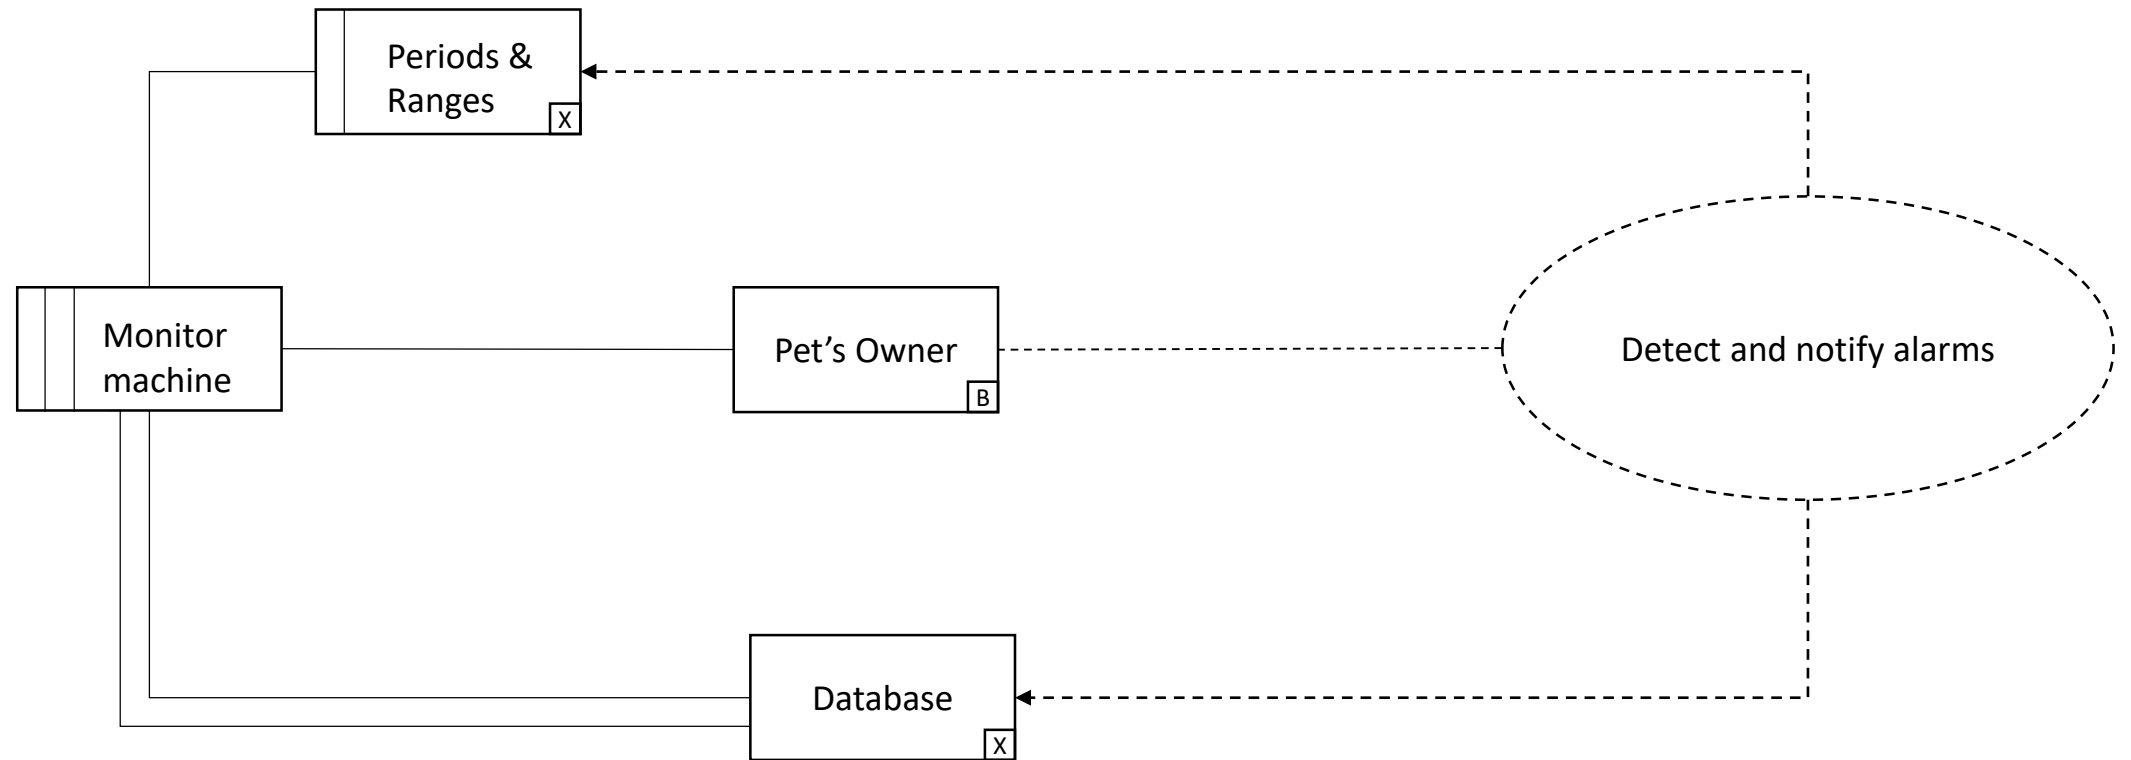 Periods &
Ranges
X
Monitor
machine
Pet’s Owner
B
Detect and notify alarms
Database
X